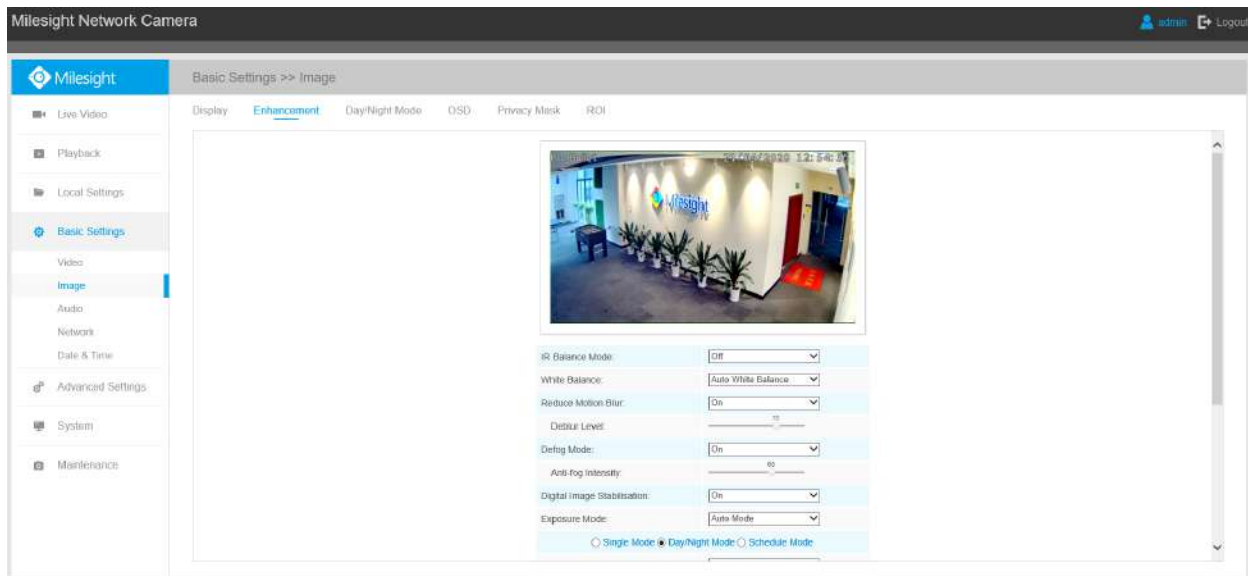 Milesight Network Camera
admin Logout
Milesight
Basic Settings >> Image
Live Video
Playback
Local Settings
Basic Settings
Video
Image
Audio
Network
Date & Time
Advanced Settings
System
Maintenance
Display Enhancement Day/Night Mode OSD Privacy Mask ROI
12:54:
Milesight
IR Balance Mode: Off
White Balance: Auto White Balance
Reduce Motion Blur: On
Deblur Level:
Defog Mode: On
Anti-fog Intensity:
Digital Image Stabilisation: On
Exposure Mode: Auto Mode
Single Mode Day/Night Mode Schedule Mode